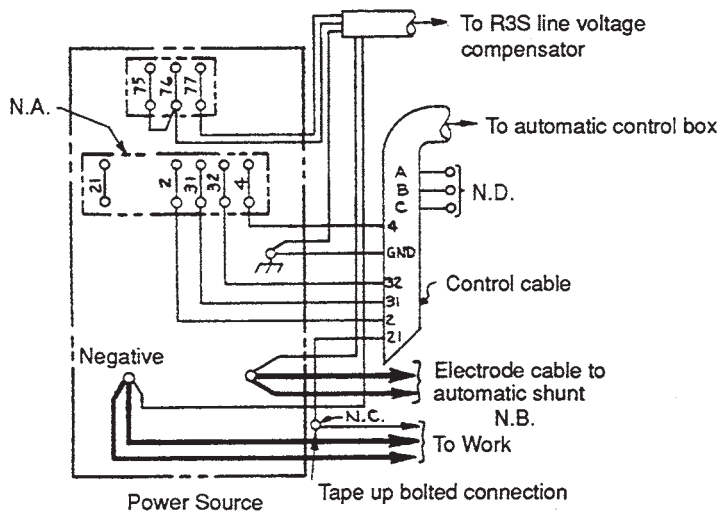 To R3S line voltage
compensator
75
76
77
N.A.
To automatic control box
21
2
31
32
4
A
B
C
N.D.
4
GND
32
31
2
21
Control cable
Negative
Electrode cable to
automatic shunt
N.B.
N.C.
To Work
Tape up bolted connection
Power Source